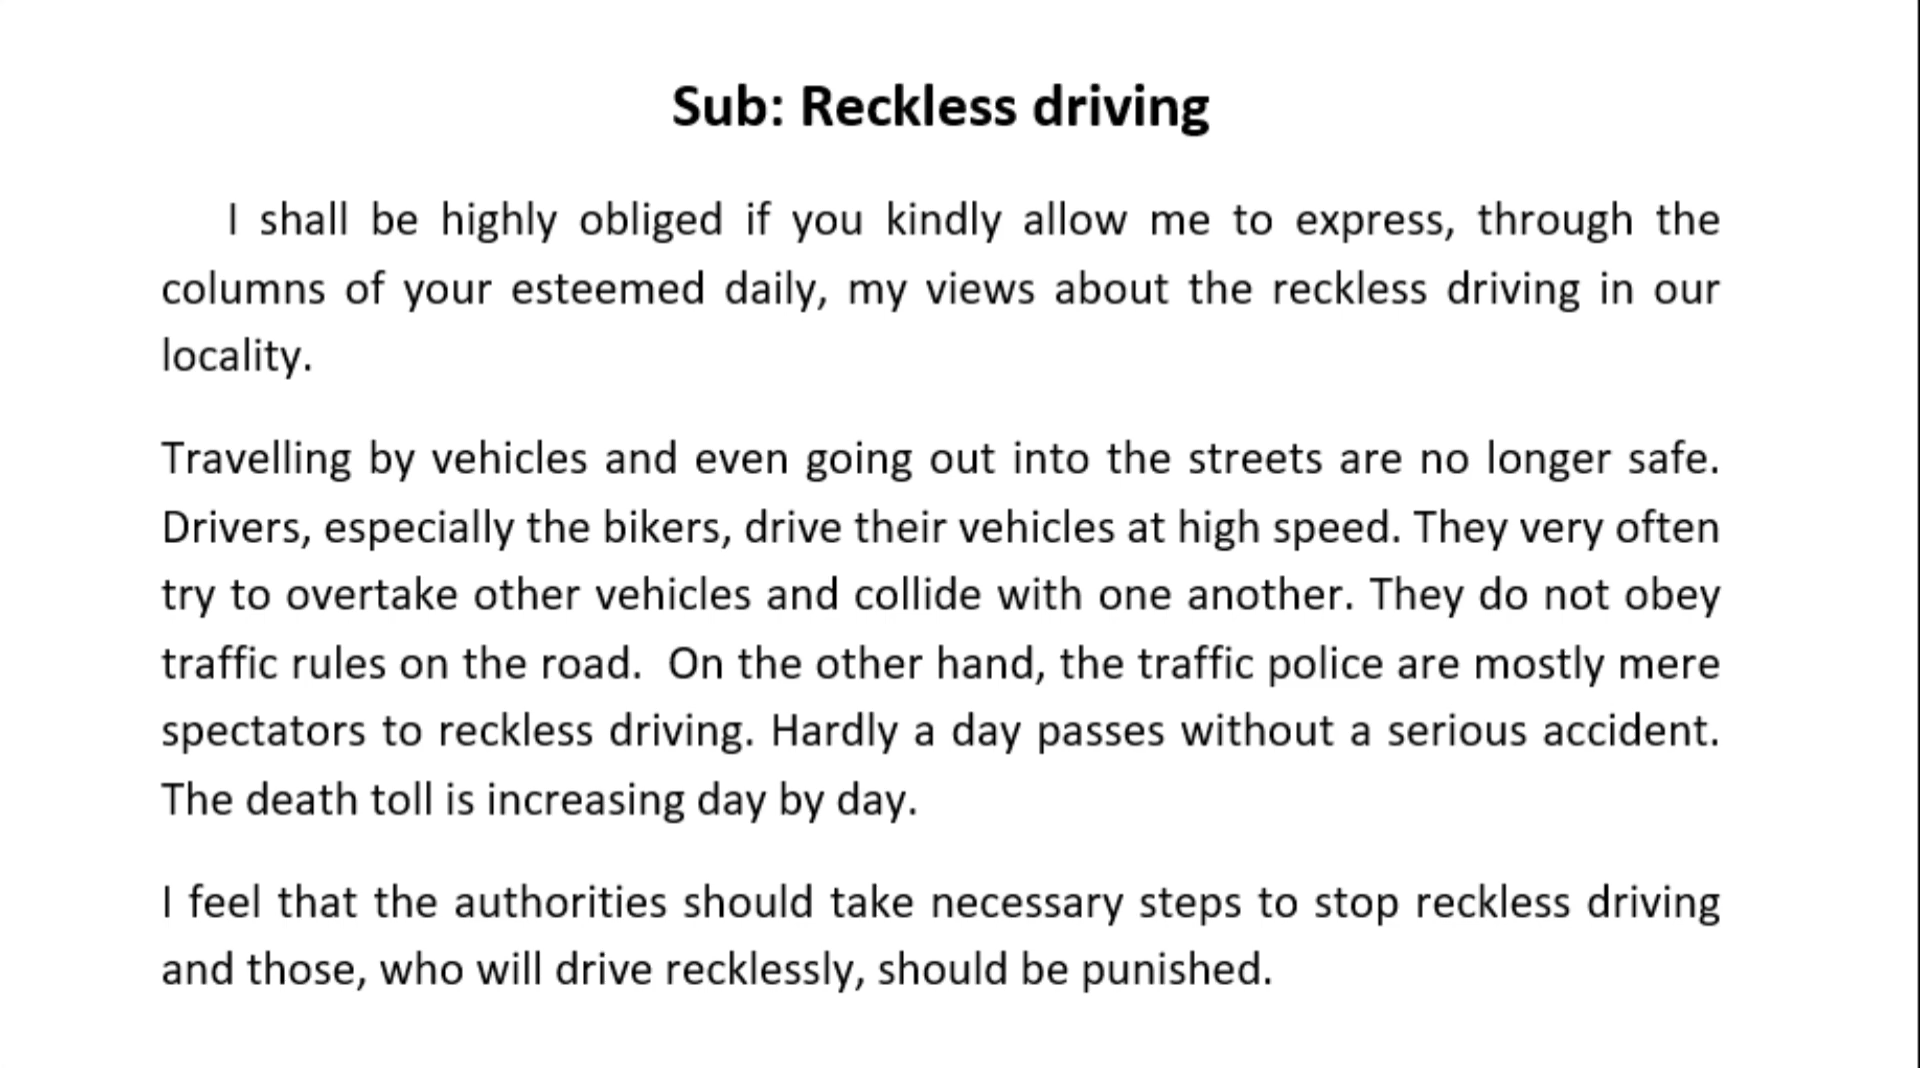 Sub: Reckless driving
I shall be highly obliged if you kindly allow me to express, through the
columns of your esteemed daily, my views about the reckless driving in our
locality.
Travelling by vehicles and even going out into the streets are no longer safe.
Drivers, especially the bikers, drive their vehicles at high speed. They very often
try to overtake other vehicles and collide with one another. They do not obey
traffic rules on the road.  On the other hand, the traffic police are mostly mere
spectators to reckless driving. Hardly a day passes without a serious accident.
The death toll is increasing day by day.
I feel that the authorities should take necessary steps to stop reckless driving
and those, who will drive recklessly, should be punished.